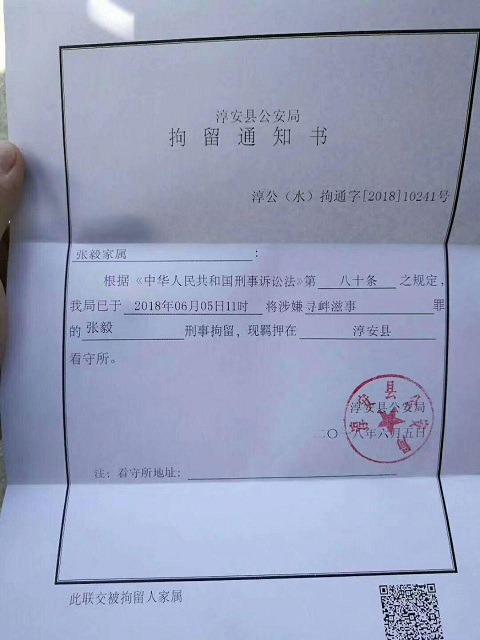 淳安县公安局
拘留通知书
淳公（水）拘通字[2018]10241号
张毅家属：
根据《中华人民共和国刑事诉讼法》第 八十条 之规定，
我局已于 2018年06月05日11时 将涉嫌寻衅滋事 罪
的 张毅 刑事拘留，现羁押在 淳安县
看守所。
淳安县公安局
二〇一八年六月五日
淳安县公安局
注：看守所地址：
此联交被拘留人家属